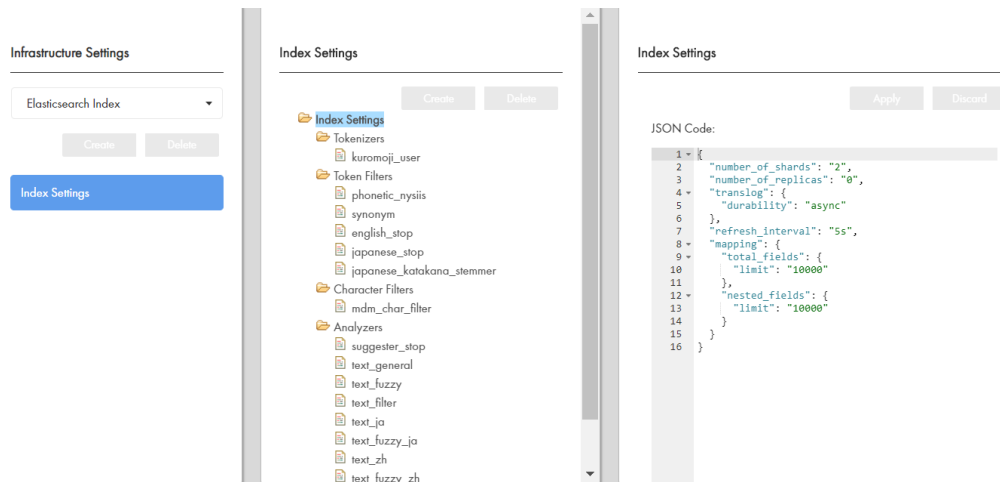 Infrastructure Settings
Elasticsearch Index
Create Delete
Index Settings
Index Settings
Create Delete
Index Settings
Tokenizers
kuromoji_user
Token Filters
phonetic_nysiis
synonym
english_stop
japanese_stop
japanese_katakana_stemmer
Character Filters
mdm_char_filter
Analyzers
suggester_stop
text_general
text_fuzzy
text_filter
text_ja
text_fuzzy_ja
text_zh
text_fuzzy_zh
Index Settings
Apply Discard
JSON Code:
1 {
2 "number_of_shards": "2",
3 "number_of_replicas": "0",
4 "translog": {
5 "durability": "async"
6 },
7 "refresh_interval": "5s",
8 "mapping": {
9 "total_fields": {
10 "limit": "10000"
11 },
12 "nested_fields": {
13 "limit": "10000"
14 }
15 }
16 }